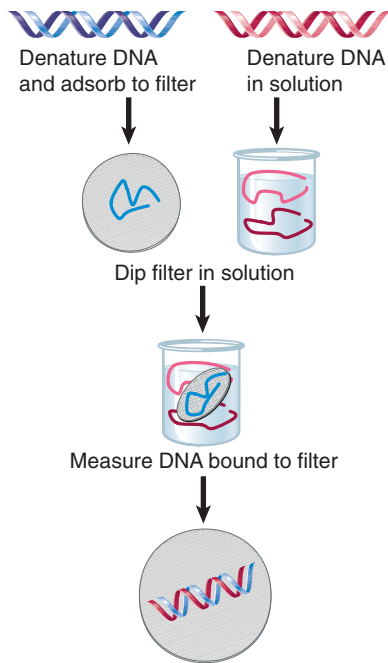 Denature DNA
and adsorb to filter
Denature DNA
in solution
Dip filter in solution
Measure DNA bound to filter